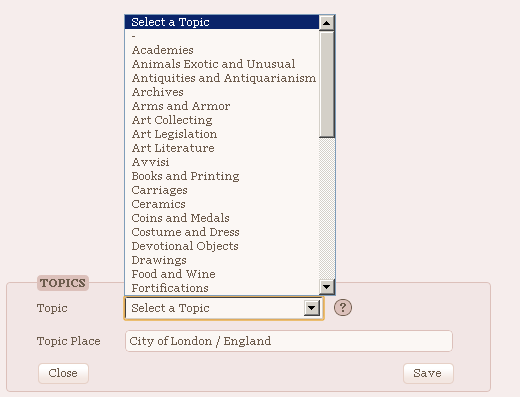 Select a Topic
-
Academies
Animals Exotic and Unusual
Antiquities and Antiquarianism
Archives
Arms and Armor
Art Collecting
Art Legislation
Art Literature
Avvisi
Books and Printing
Carriages
Ceramics
Coins and Medals
Costume and Dress
Devotional Objects
Drawings
Food and Wine
Fortifications
TOPICS
Topic Select a Topic ?
Topic Place City of London / England
Close Save